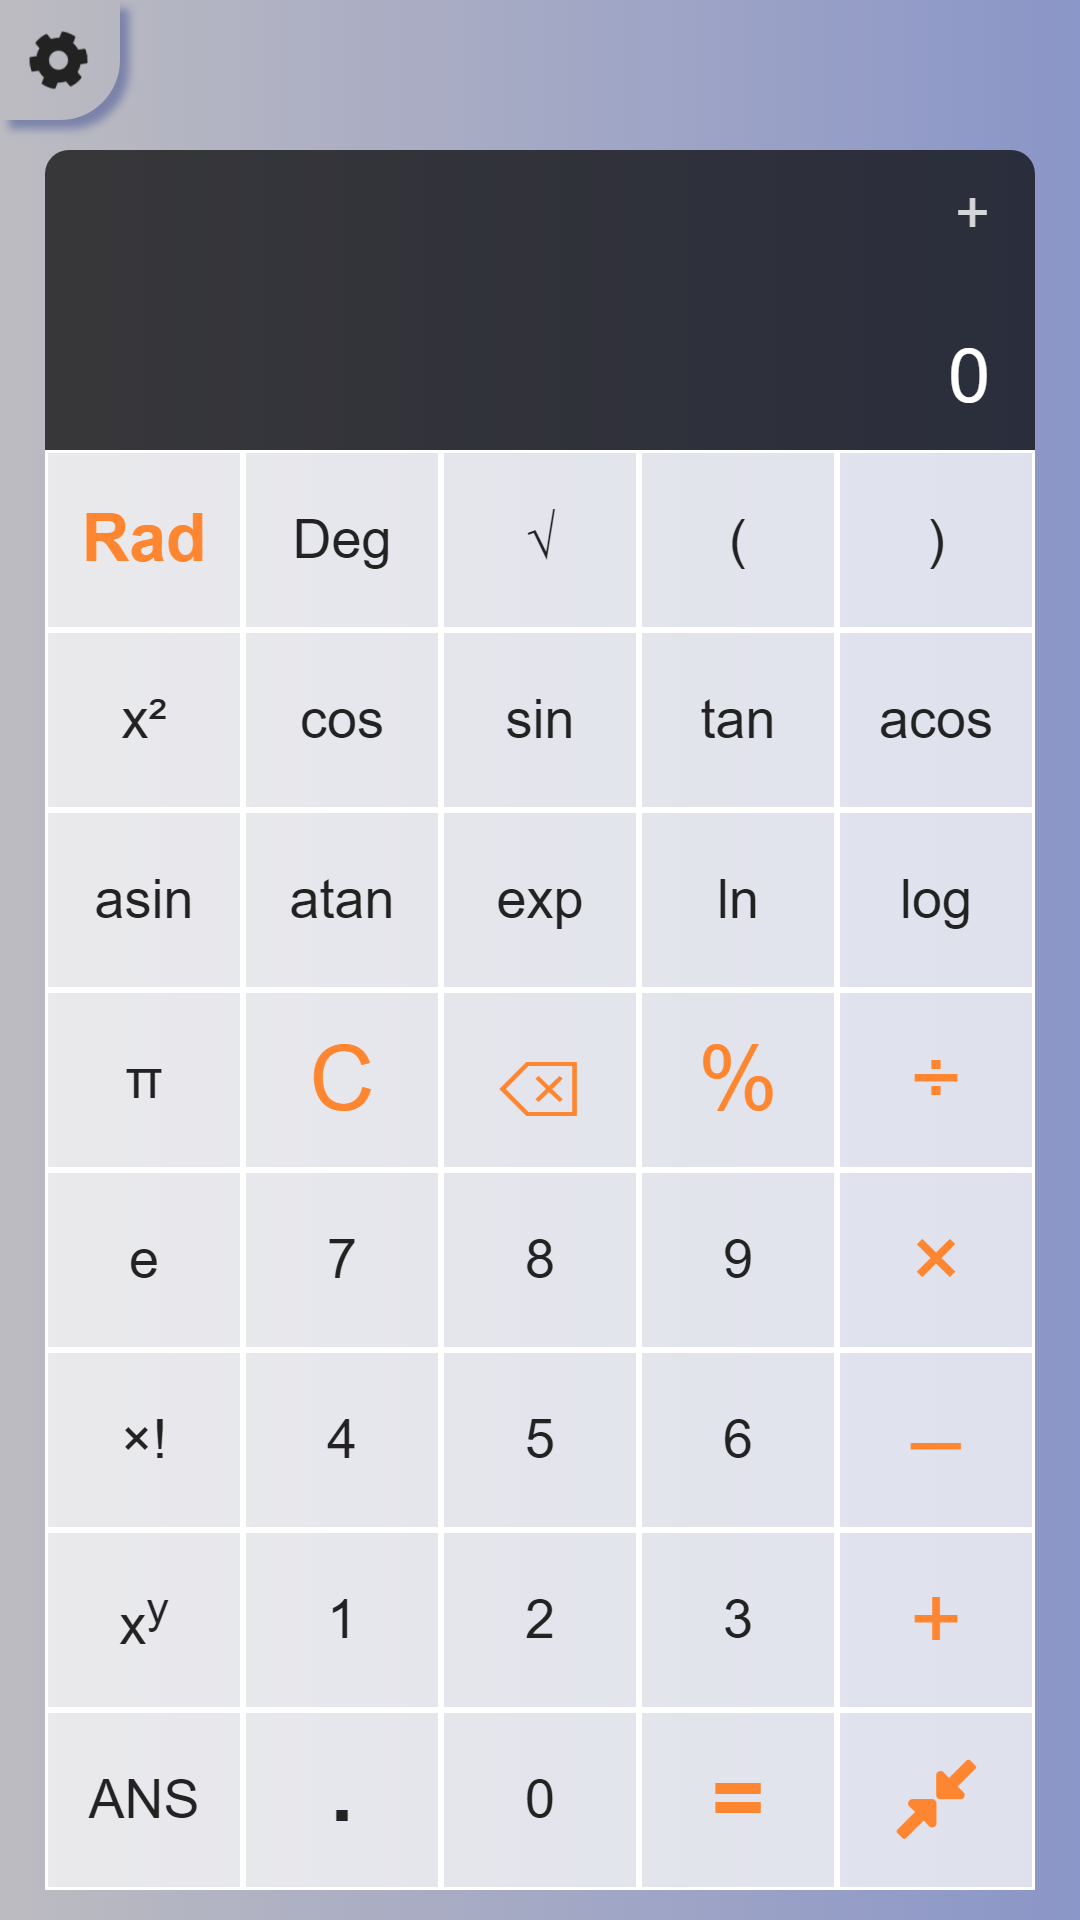 +
0
Rad Deg √ ( )
x² cos sin tan acos
asin atan exp ln log
π C % ÷
e 7 8 9 ×
×! 4 5 6 –
xʸ 1 2 3 +
ANS . 0 =